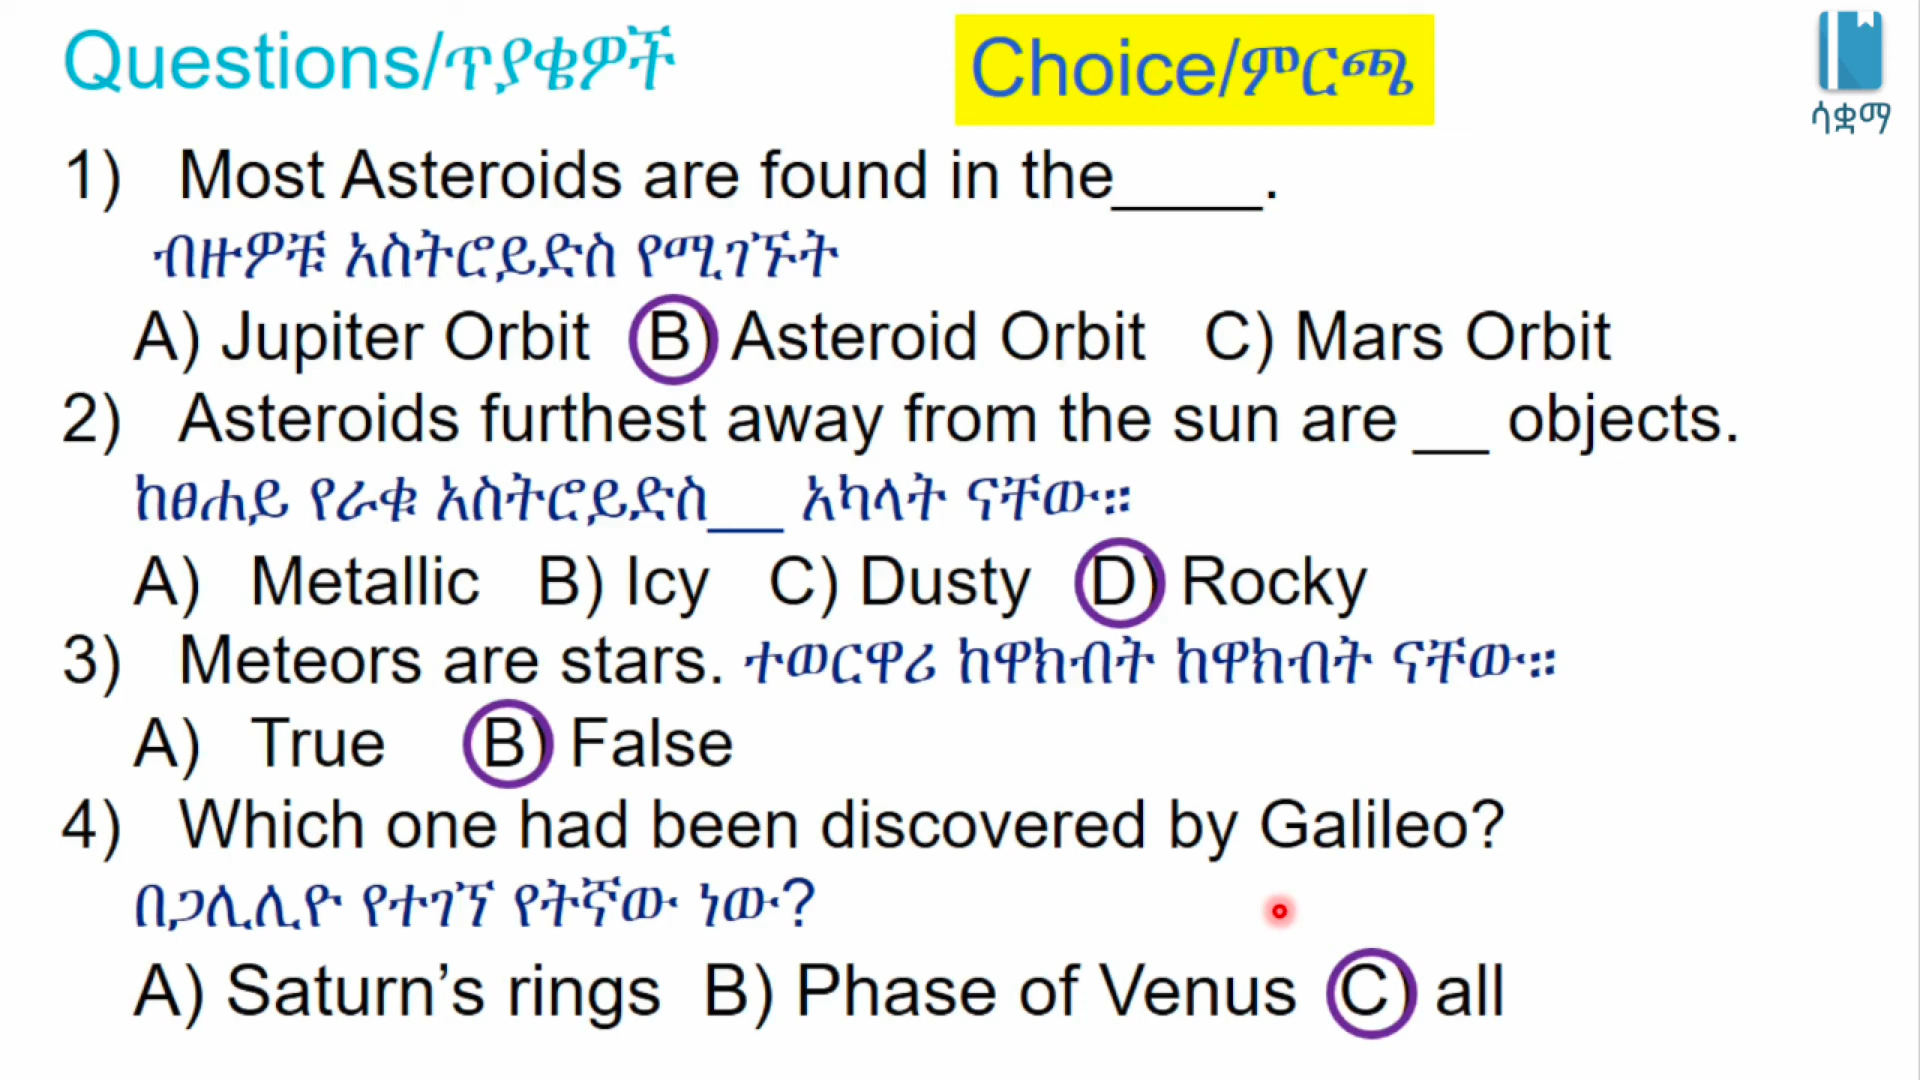 Questions/ጥያቄዎች
Choice/ምርጫ
ሳቋማ
1) Most Asteroids are found in the____.
ብዙዎቹ አስትሮይድስ የሚገኙት
A) Jupiter Orbit B) Asteroid Orbit C) Mars Orbit
2) Asteroids furthest away from the sun are __ objects.
ከፀሐይ የራቁ አስትሮይድስ__ አካላት ናቸው።
A) Metallic B) Icy C) Dusty D) Rocky
3) Meteors are stars. ተወርዋሪ ከዋክብት ከዋክብት ናቸው።
A) True B) False
4) Which one had been discovered by Galileo?
በጋሊሊዮ የተገኘ የትኛው ነው?
A) Saturn’s rings B) Phase of Venus C) all